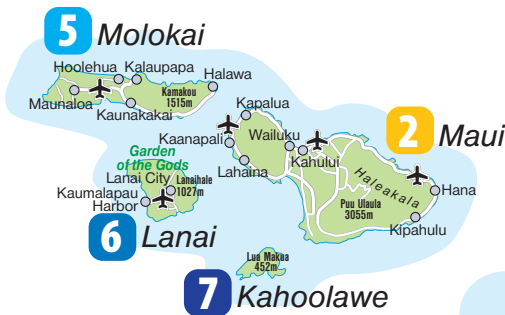 5 Molokai
Hoolehua
Kalaupapa
Halawa
Kamakou
1515m
Maunaloa
Kaunakakai
Kapalua
2 Maui
Kaanapali
Wailuku
Kahului
Lahaina
Haleakala
Hana
Puu Ulaula
3055m
Kipahulu
Garden
of the Gods
Lanai City
Lanaihale
1027m
Kaumalapau
Harbor
6 Lanai
Lua Makua
452m
7 Kahoolawe